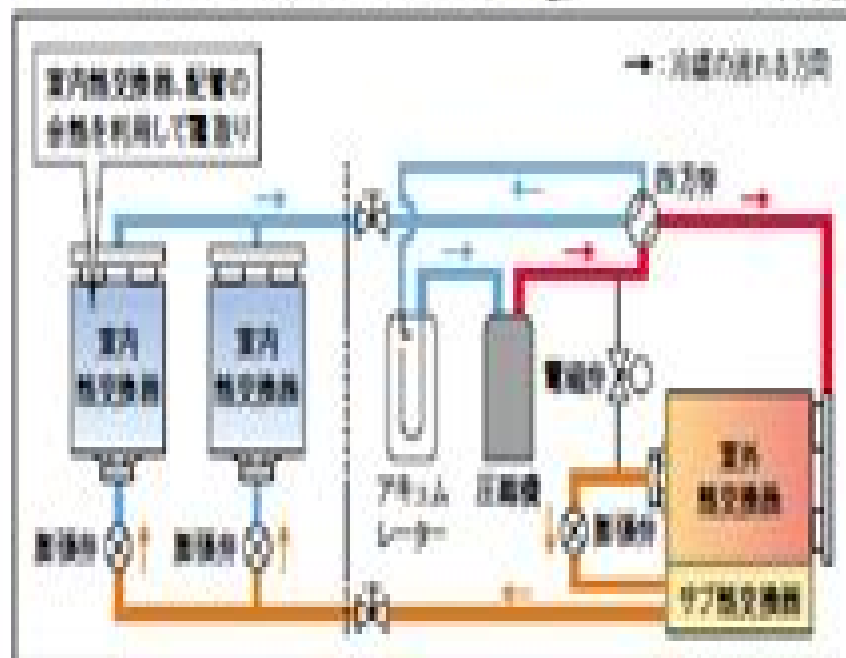 室内熱交換器、配管の
余熱を利用して霜取り
→:冷媒の流れる方向
四方弁
室内
熱交換器
室内
熱交換器
電磁弁
アキュム
レーター
圧縮機
室内
熱交換器
膨張弁
膨張弁
膨張弁
サブ熱交換器